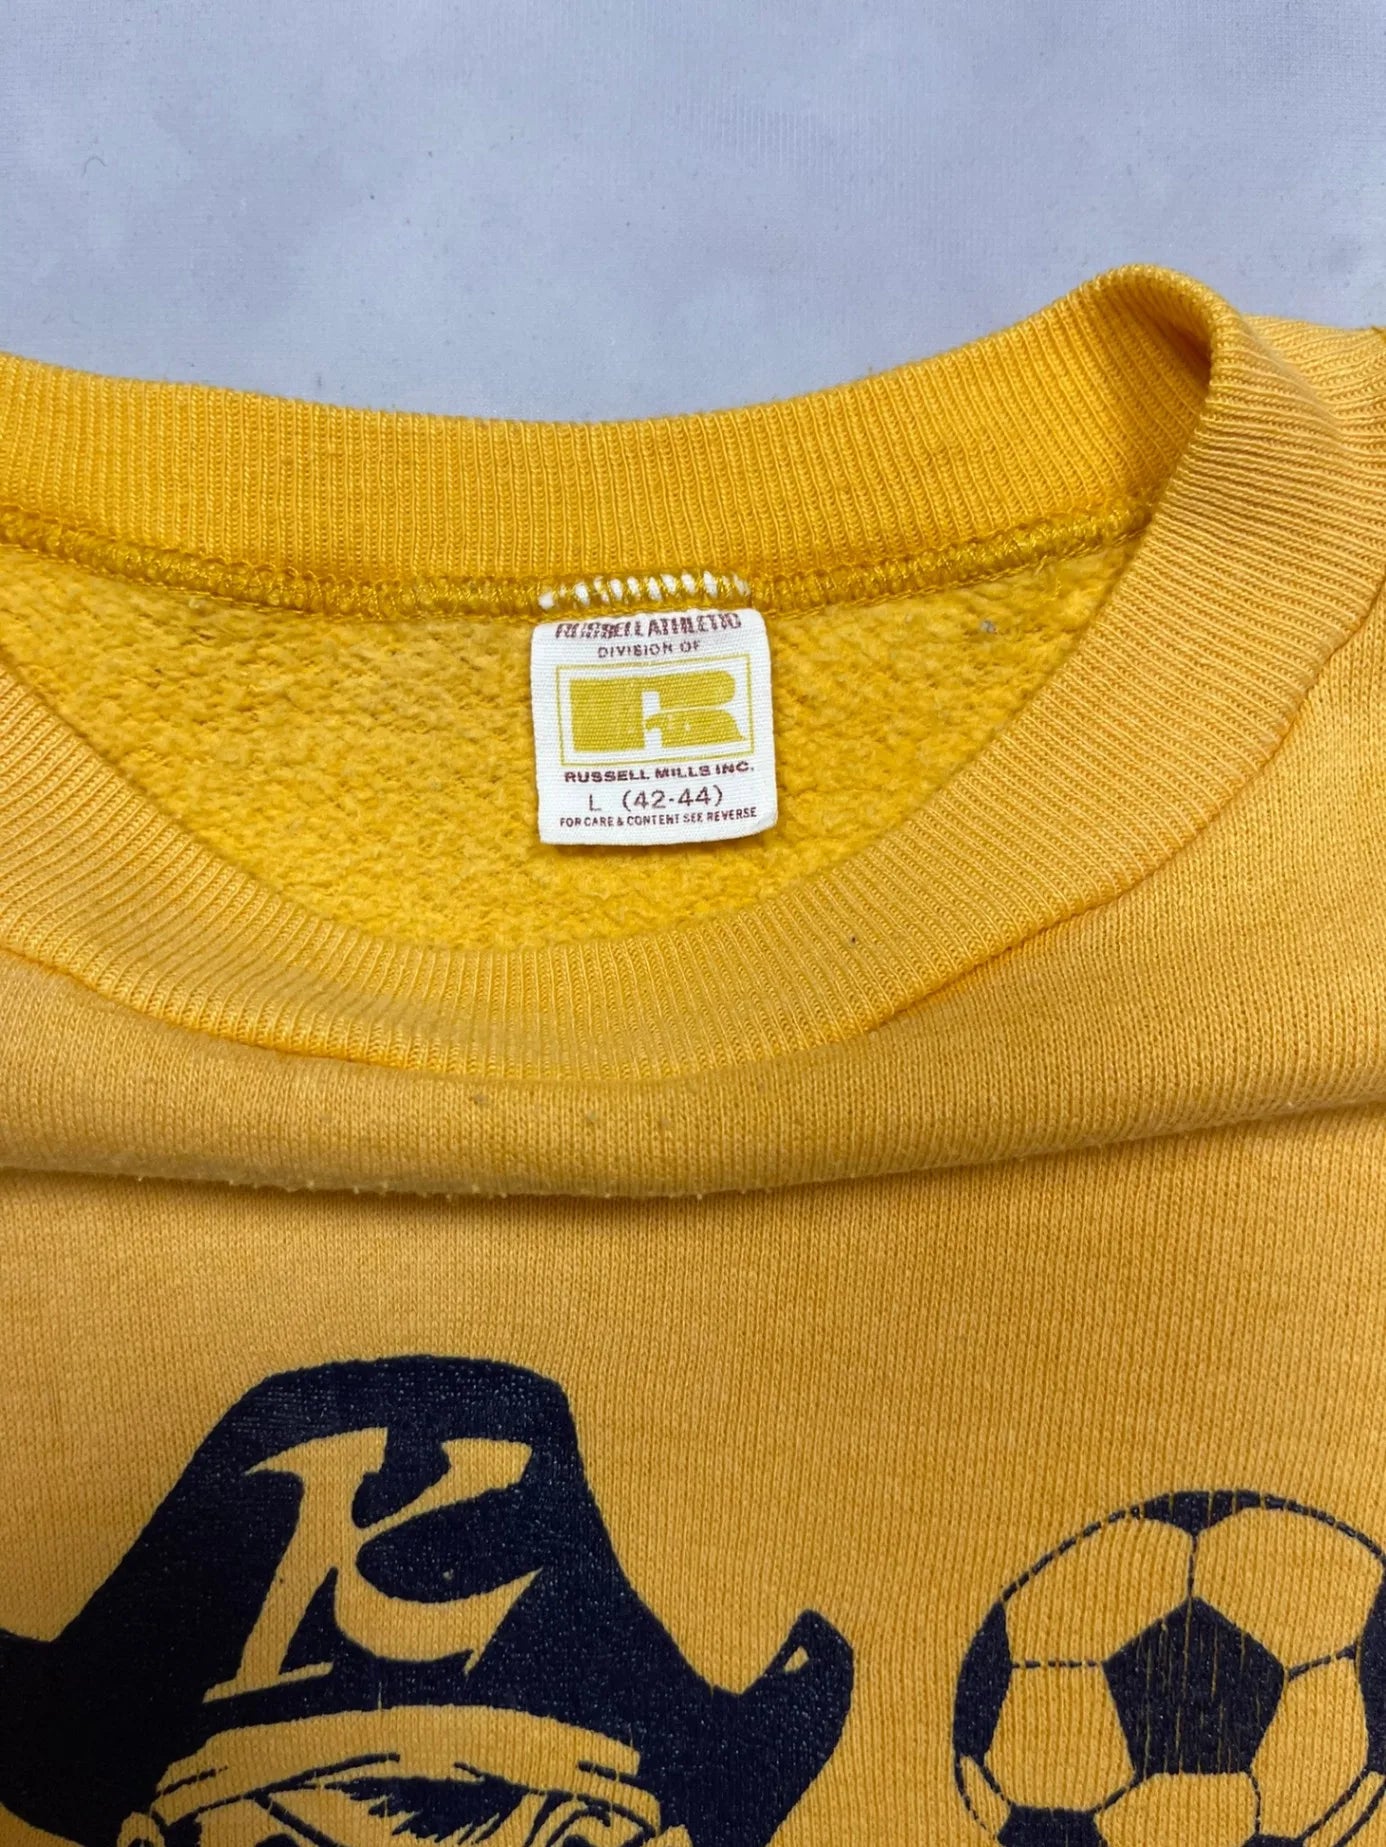 RUSSELL ATHLETIC
DIVISION OF
R
RUSSELL MILLS INC.
L (42-44)
FOR CARE & CONTENT SEE REVERSE
K